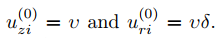 u_{zi}^{(0)} = υ and u_{ri}^{(0)} = υδ.